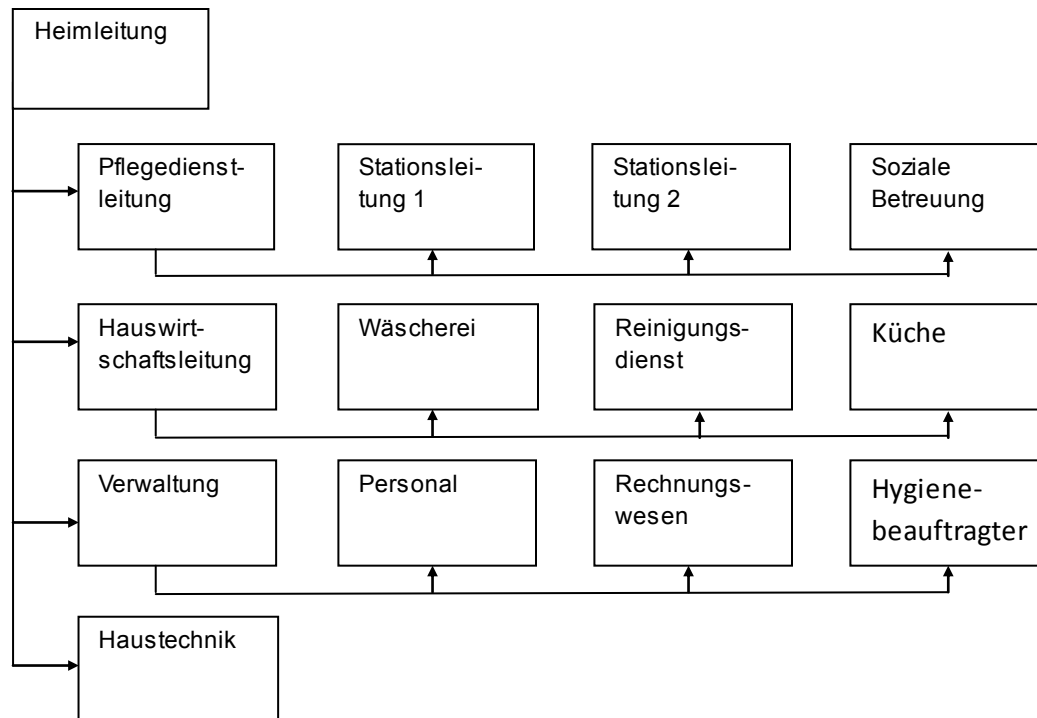 Heimleitung
Pflegedienst-
leitung
Stationslei-
tung 1
Stationslei-
tung 2
Soziale
Betreuung
Hauswirt-
schaftsleitung
Wäscherei
Reinigungs-
dienst
Küche
Verwaltung
Personal
Rechnungs-
wesen
Hygiene-
beauftragter
Haustechnik